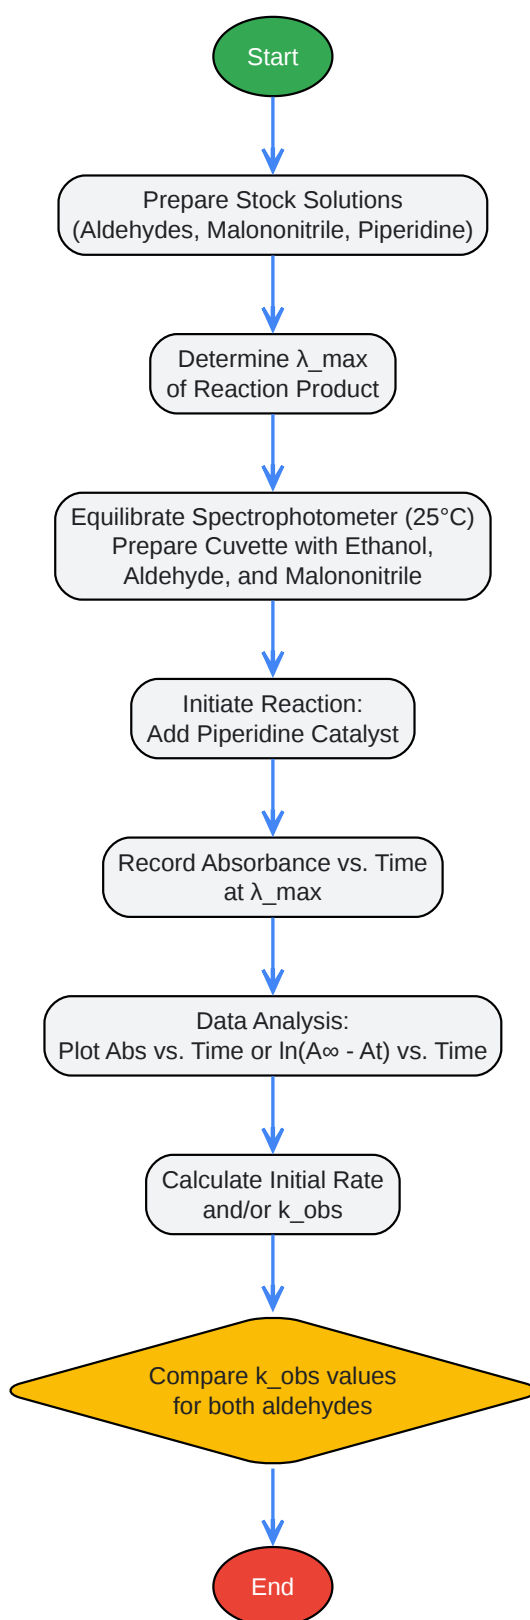 Start
Prepare Stock Solutions
(Aldehydes, Malononitrile, Piperidine)
Determine λ_max
of Reaction Product
Equilibrate Spectrophotometer (25°C)
Prepare Cuvette with Ethanol,
Aldehyde, and Malononitrile
Initiate Reaction:
Add Piperidine Catalyst
Record Absorbance vs. Time
at λ_max
Data Analysis:
Plot Abs vs. Time or ln(A∞ - At) vs. Time
Calculate Initial Rate
and/or k_obs
Compare k_obs values
for both aldehydes
End